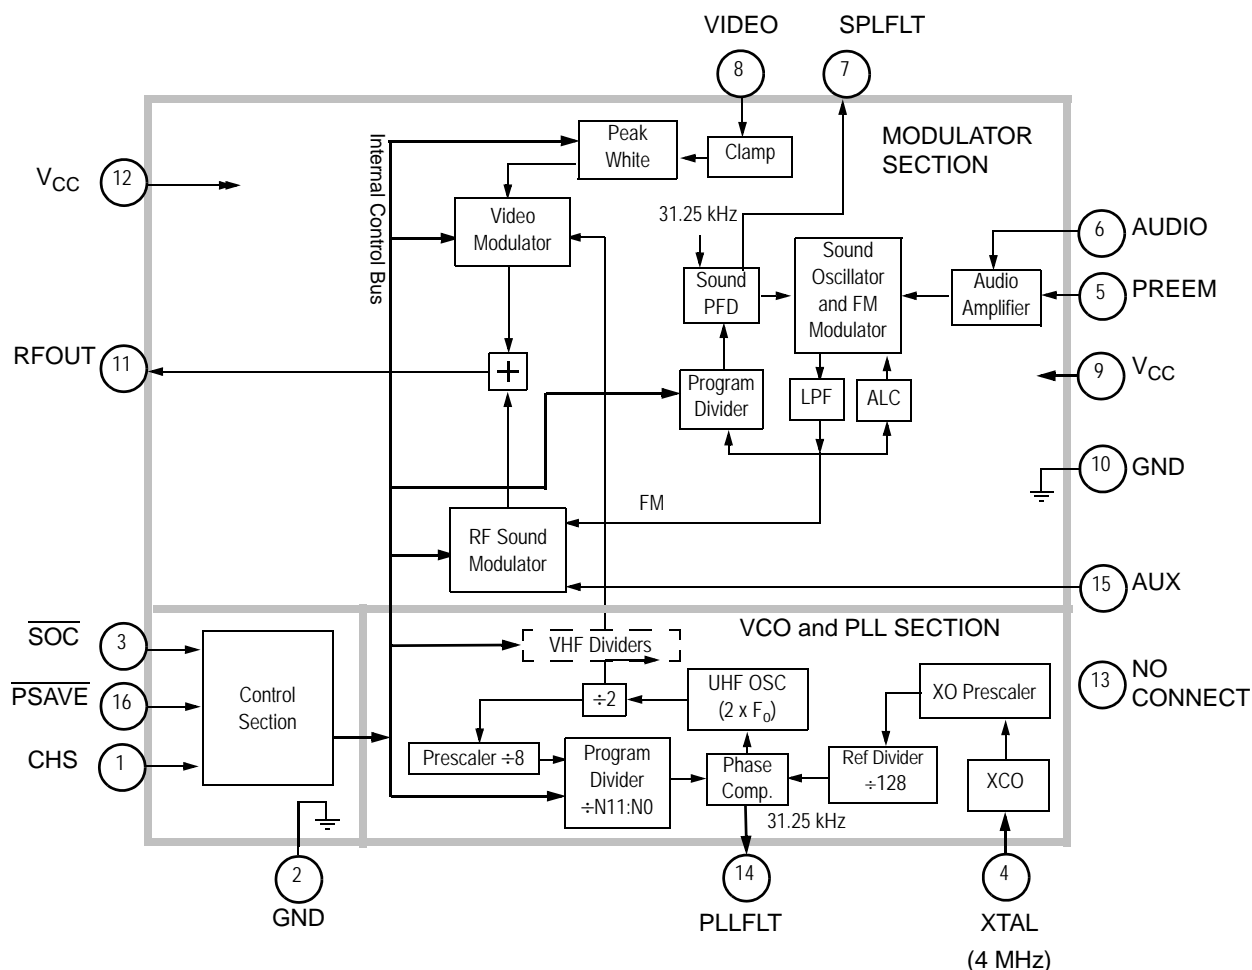 VIDEO
SPLFLT
8
7
Peak
White
Clamp
MODULATOR
SECTION
Internal Control Bus
VCC
12
Video
Modulator
31.25 kHz
Sound
PFD
Sound
Oscillator
and FM
Modulator
6
AUDIO
Audio
Amplifier
5
PREEM
RFOUT
11
+
Program
Divider
LPF
ALC
9
VCC
10
GND
FM
RF Sound
Modulator
15
AUX
SOC
3
PSAVE
16
CHS
1
Control
Section
VHF Dividers
VCO and PLL SECTION
÷2
UHF OSC
(2 x F0)
XO Prescaler
13
NO
CONNECT
Prescaler ÷8
Program
Divider
÷N11:N0
Phase
Comp.
Ref Divider
÷128
XCO
31.25 kHz
2
GND
14
PLLFLT
4
XTAL
(4 MHz)